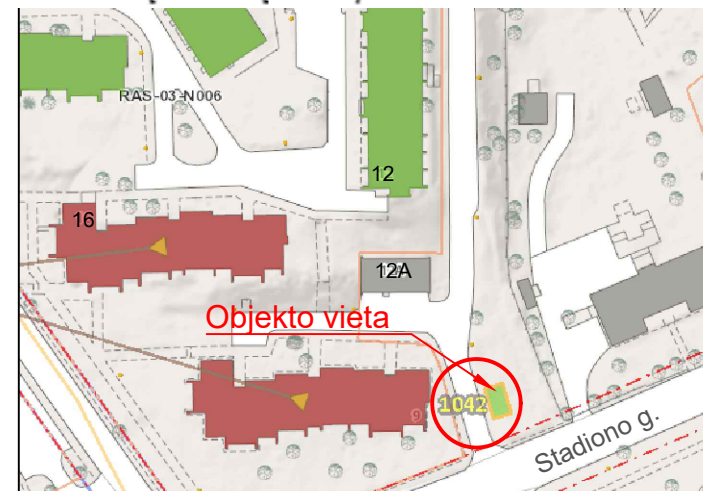 RAS-03-N006
12
16
12A
Objekto vieta
1042
9
Stadiono g.